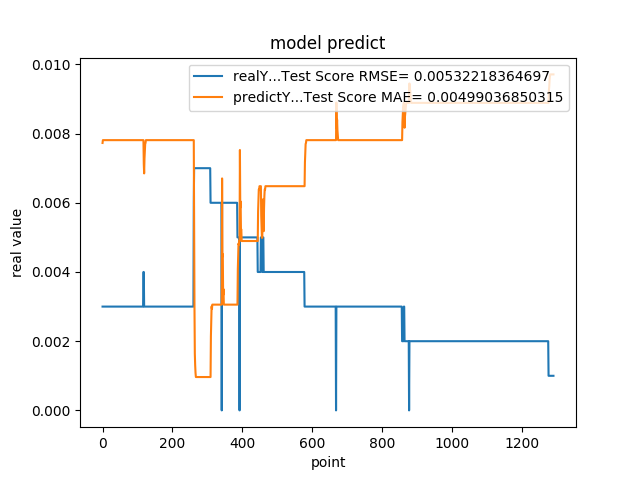 model predict
realY...Test Score RMSE= 0.00532218364697
predictY...Test Score MAE= 0.00499036850315
0.010
0.008
0.006
0.004
0.002
0.000
real value
0 200 400 600 800 1000 1200
point